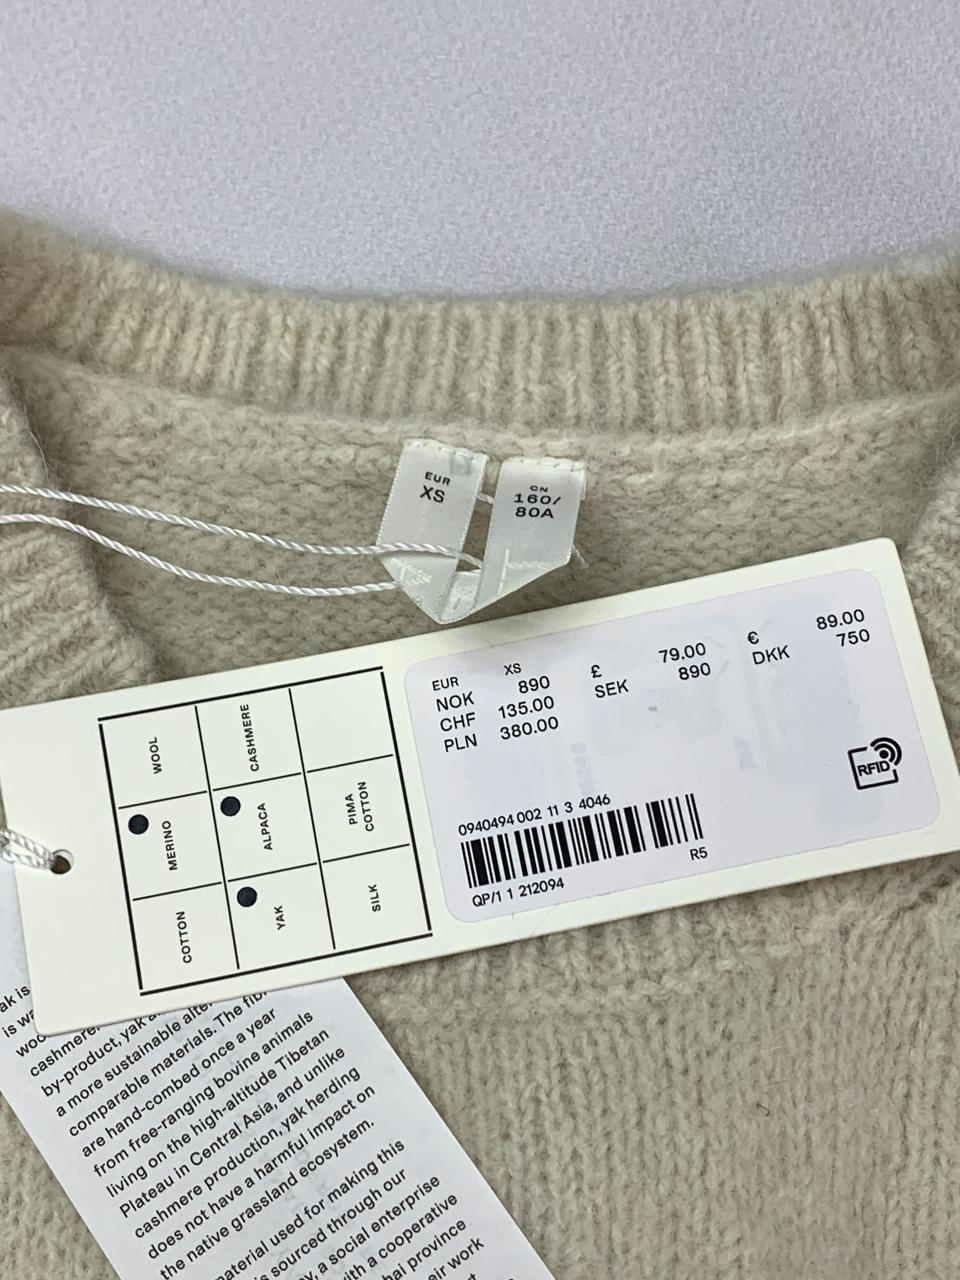 EUR
XS
CN
160/
80A
EUR XS
NOK 890
CHF 135.00
PLN 380.00
£ 79.00
SEK 890
€ 89.00
DKK 750
RFID
0940494 002 11 3 4046
R5
QP/1 1 212094
WOOL
CASHMERE
MERINO
ALPACA
PIMA
COTTON
COTTON
YAK
SILK
is
is
cashmere.
by-product, yak
a more sustainable
comparable materials. The
are hand-combed once a year
from free-ranging bovine animals
living on the high-altitude Tibetan
Plateau in Central Asia, and unlike
cashmere production, yak herding
does not have a harmful impact on
the native grassland ecosystem.
material used for making this
sourced through our
a social enterprise
with a cooperative
province
work